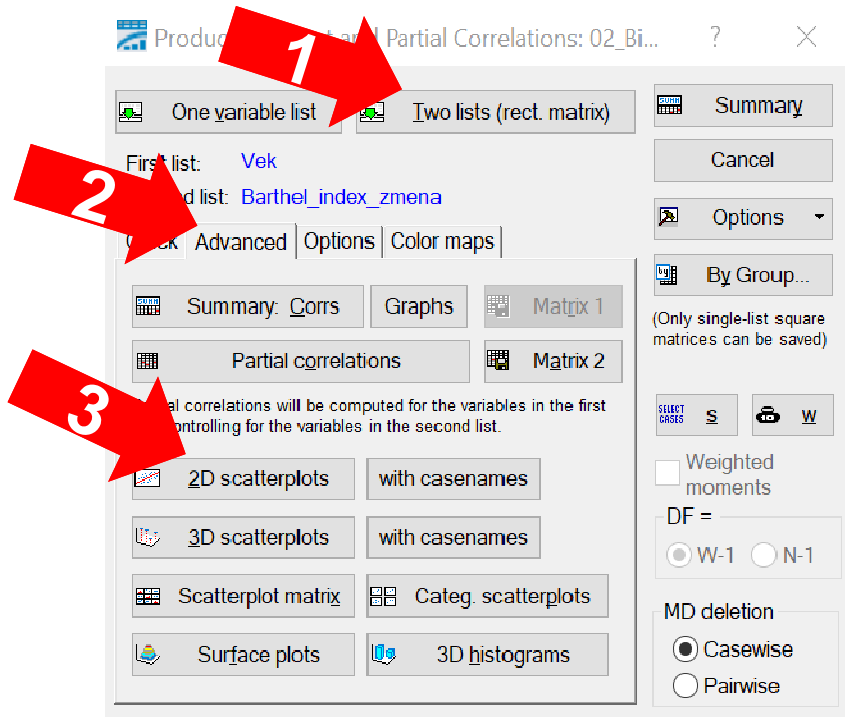 Produc and Partial Correlations: 02_Bi... ?
1
One variable list Two lists (rect. matrix) Summary
First list: Vek Cancel
2 d list: Barthel_index_zmena
Options
Advanced Options Color maps
By Group...
Summary: Corrs Graphs Matrix 1
(Only single-list square
matrices can be saved)
Partial correlations Matrix 2
3 al correlations will be computed for the variables in the first
ontrolling for the variables in the second list.
SELECT CASES S W
2D scatterplots with casenames
Weighted
moments
3D scatterplots with casenames
DF =
W-1 N-1
Scatterplot matrix Categ. scatterplots
MD deletion
Surface plots 3D histograms
Casewise
Pairwise